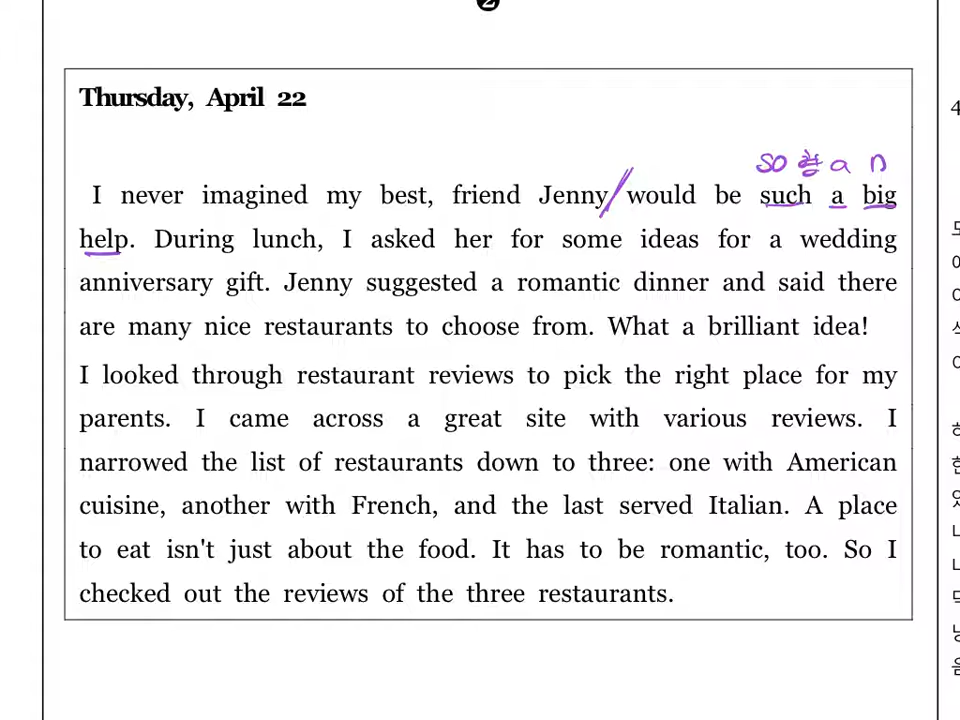 ❷
Thursday, April 22
so 형 a n
I never imagined my best, friend Jenny would be such a big
help. During lunch, I asked her for some ideas for a wedding
anniversary gift. Jenny suggested a romantic dinner and said there
are many nice restaurants to choose from. What a brilliant idea!
I looked through restaurant reviews to pick the right place for my
parents. I came across a great site with various reviews. I
narrowed the list of restaurants down to three: one with American
cuisine, another with French, and the last served Italian. A place
to eat isn't just about the food. It has to be romantic, too. So I
checked out the reviews of the three restaurants.
4